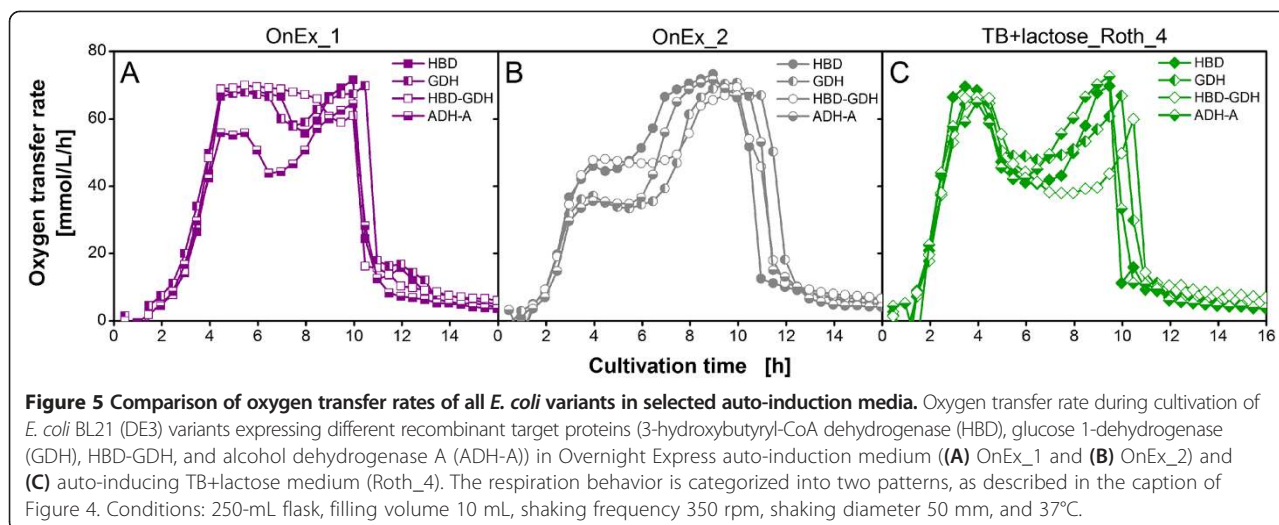 OnEx_1 OnEx_2 TB+lactose_Roth_4
Oxygen transfer rate
[mmol/L/h]
80
60
40
20
0
A
HBD
GDH
HBD-GDH
ADH-A
B
HBD
GDH
HBD-GDH
ADH-A
C
HBD
GDH
HBD-GDH
ADH-A
0 2 4 6 8 10 12 14 0 2 4 6 8 10 12 14 0 2 4 6 8 10 12 14 16
Cultivation time [h]
Figure 5 Comparison of oxygen transfer rates of all E. coli variants in selected auto-induction media. Oxygen transfer rate during cultivation of
E. coli BL21 (DE3) variants expressing different recombinant target proteins (3-hydroxybutyryl-CoA dehydrogenase (HBD), glucose 1-dehydrogenase
(GDH), HBD-GDH, and alcohol dehydrogenase A (ADH-A)) in Overnight Express auto-induction medium ((A) OnEx_1 and (B) OnEx_2) and
(C) auto-inducing TB+lactose medium (Roth_4). The respiration behavior is categorized into two patterns, as described in the caption of
Figure 4. Conditions: 250-mL flask, filling volume 10 mL, shaking frequency 350 rpm, shaking diameter 50 mm, and 37°C.